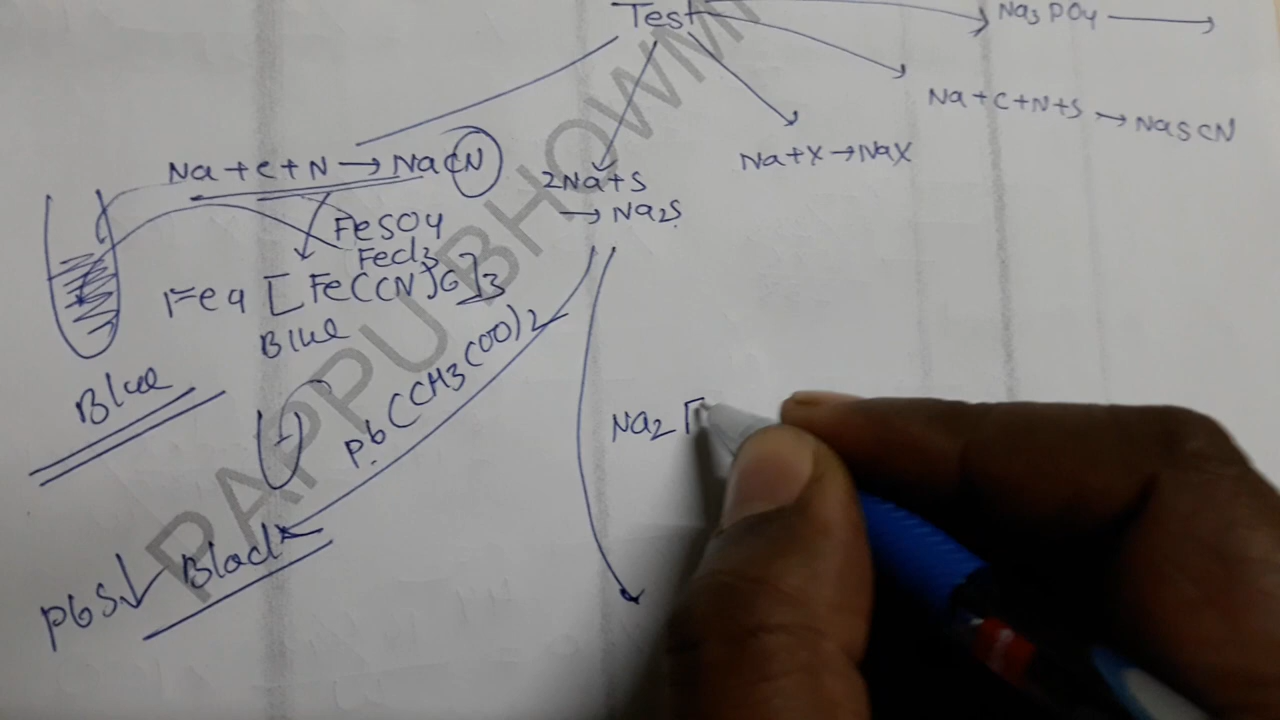 Test
Na3PO4
Na+C+N+S → NaSCN
Na+X→NaX
Na+C+N → NaCN
2Na+S
→ Na2S
FeSO4
FeCl3
Fe4[Fe(CN)6]3
Blue
Blue
Pb(CH3COO)2
Na2[
PbS↓ Black
PAPPU BHOWM